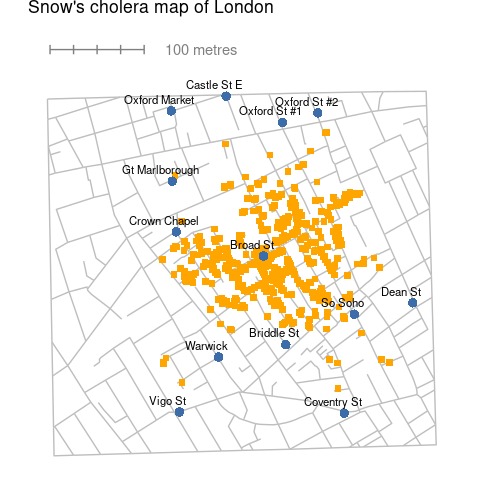 Snow's cholera map of London
100 metres
Castle St E
Oxford Market
Oxford St #2
Oxford St #1
Gt Marlborough
Crown Chapel
Broad St
Dean St
So Soho
Briddle St
Warwick
Vigo St
Coventry St